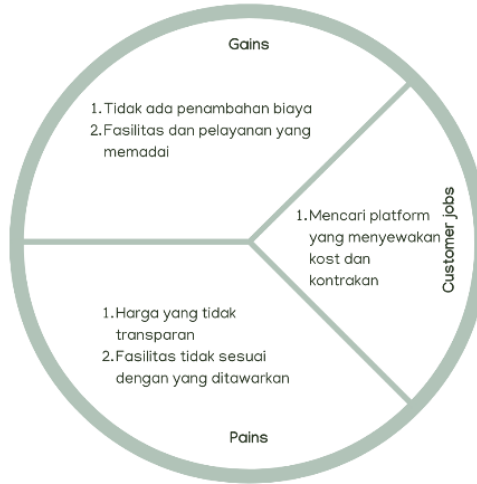 Gains
1. Tidak ada penambahan biaya
2. Fasilitas dan pelayanan yang
memadai
1. Mencari platform
yang menyewakan
kost dan
kontrakan
Customer jobs
1. Harga yang tidak
transparan
2. Fasilitas tidak sesuai
dengan yang ditawarkan
Pains